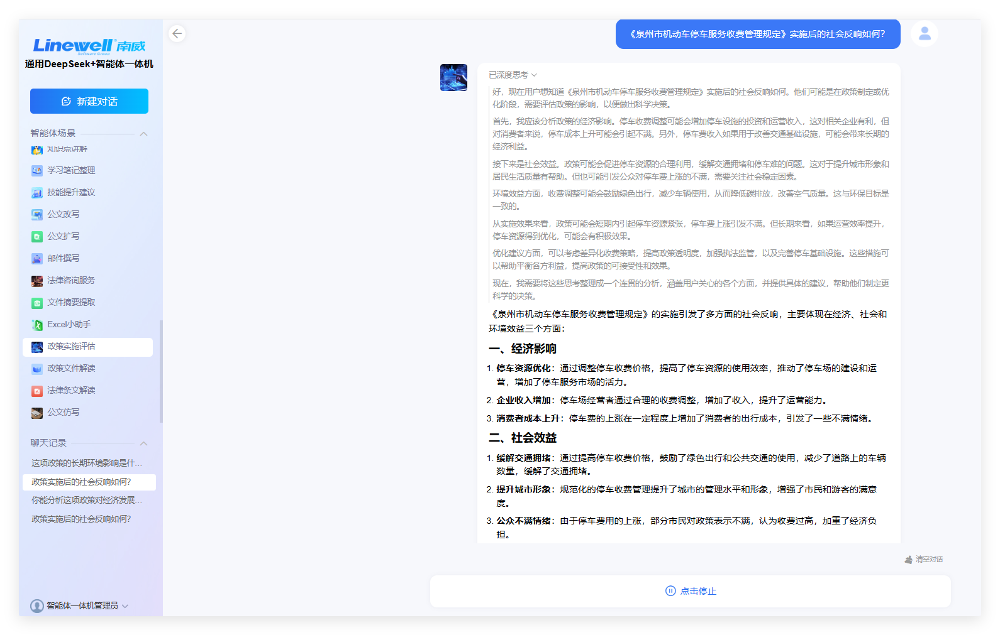 Linewell 南威
Software Group
通用DeepSeek+智能体一体机
新建对话
智能体场景
知识点讲解
学习笔记整理
技能提升建议
公文改写
公文扩写
邮件撰写
法律咨询服务
文件摘要提取
Excel小助手
政策实施评估
政策文件解读
法律条文解读
公文仿写
聊天记录
这项政策的长期环境影响是什...
政策实施后的社会反响如何？
你能分析这项政策对经济发展...
政策实施后的社会反响如何？
智能体一体机管理员
《泉州市机动车停车服务收费管理规定》实施后的社会反响如何？
已深度思考
好，现在用户想知道《泉州市机动车停车服务收费管理规定》实施后的社会反响如何。他们可能是在政策制定或优
化阶段，需要评估政策的影响，以便做出科学决策。
首先，我应该分析政策的经济影响。停车收费调整可能会增加停车设施的投资和运营收入，这对相关企业有利，但
对消费者来说，停车成本上升可能会引起不满。另外，停车费收入如果用于改善交通基础设施，可能会带来长期的
经济利益。
接下来是社会效益。政策可能会促进停车资源的合理利用，缓解交通拥堵和停车难的问题。这对于提升城市形象和
居民生活质量有帮助。但也可能引发公众对停车费上涨的不满，需要关注社会稳定因素。
环境效益方面，收费调整可能会鼓励绿色出行，减少车辆使用，从而降低碳排放，改善空气质量。这与环保目标是
一致的。
从实施效果来看，政策可能会短期内引起停车资源紧张，停车费上涨引发不满。但长期来看，如果运营效率提升，
停车资源得到优化，可能会有积极效果。
优化建议方面，可以考虑差异化收费策略，提高政策透明度，加强执法监管，以及完善停车基础设施。这些措施可
以帮助平衡各方利益，提高政策的可接受性和效果。
现在，我需要将这些思考整理成一个连贯的分析，涵盖用户关心的各个方面，并提供具体的建议，帮助他们制定更
科学的决策。
《泉州市机动车停车服务收费管理规定》的实施引发了多方面的社会反响，主要体现在经济、社会和
环境效益三个方面：
一、经济影响
1. 停车资源优化：通过调整停车收费价格，提高了停车资源的使用效率，推动了停车场的建设和运
营，增加了停车服务市场的活力。
2. 企业收入增加：停车场经营者通过合理的收费调整，增加了收入，提升了运营能力。
3. 消费者成本上升：停车费的上涨在一定程度上增加了消费者的出行成本，引发了一些不满情绪。
二、社会效益
1. 缓解交通拥堵：通过提高停车收费价格，鼓励了绿色出行和公共交通的使用，减少了道路上的车辆
数量，缓解了交通拥堵。
2. 提升城市形象：规范化的停车收费管理提升了城市的管理水平和形象，增强了市民和游客的满意
度。
3. 公众不满情绪：由于停车费用的上涨，部分市民对政策表示不满，认为收费过高，加重了经济负
担。
清空对话
点击停止